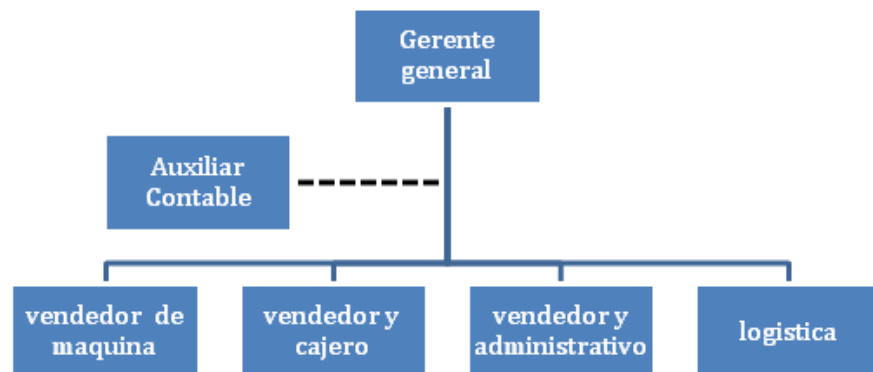 Gerente
general
Auxiliar
Contable
vendedor de
maquina
vendedor y
cajero
vendedor y
administrativo
logistica